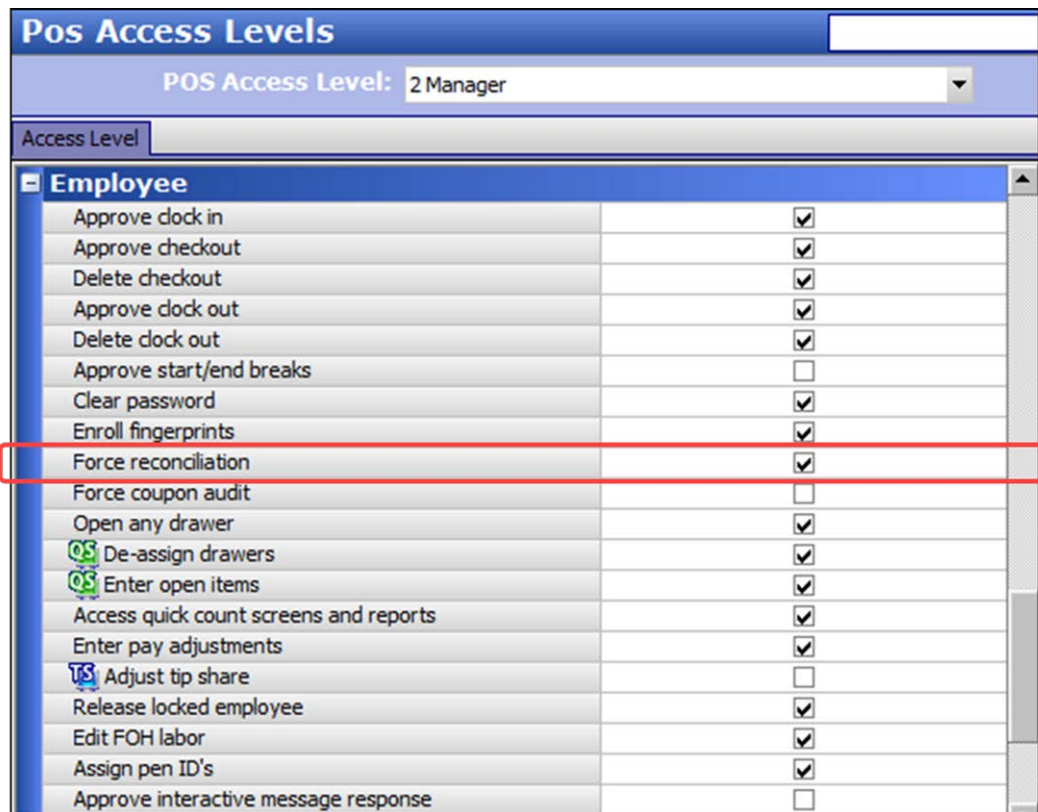 Pos Access Levels
POS Access Level: 2 Manager
Access Level
Employee
Approve clock in
Approve checkout
Delete checkout
Approve clock out
Delete clock out
Approve start/end breaks
Clear password
Enroll fingerprints
Force reconciliation
Force coupon audit
Open any drawer
QS De-assign drawers
QS Enter open items
Access quick count screens and reports
Enter pay adjustments
TS Adjust tip share
Release locked employee
Edit FOH labor
Assign pen ID's
Approve interactive message response